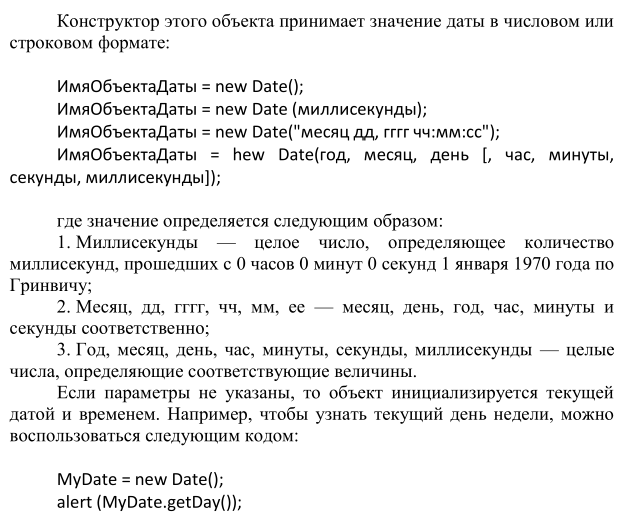 Конструктор этого объекта принимает значение даты в числовом или
строковом формате:
ИмяОбъектаДаты = new Date();
ИмяОбъектаДаты = new Date (миллисекунды);
ИмяОбъектаДаты = new Date("месяц дд, гггг чч:мм:сс");
ИмяОбъектаДаты = hew Date(год, месяц, день [, час, минуты,
секунды, миллисекунды]);
где значение определяется следующим образом:
1. Миллисекунды — целое число, определяющее количество
миллисекунд, прошедших с 0 часов 0 минут 0 секунд 1 января 1970 года по
Гринвичу;
2. Месяц, дд, гггг, чч, мм, ее — месяц, день, год, час, минуты и
секунды соответственно;
3. Год, месяц, день, час, минуты, секунды, миллисекунды — целые
числа, определяющие соответствующие величины.
Если параметры не указаны, то объект инициализируется текущей
датой и временем. Например, чтобы узнать текущий день недели, можно
воспользоваться следующим кодом:
MyDate = new Date();
alert (MyDate.getDay());